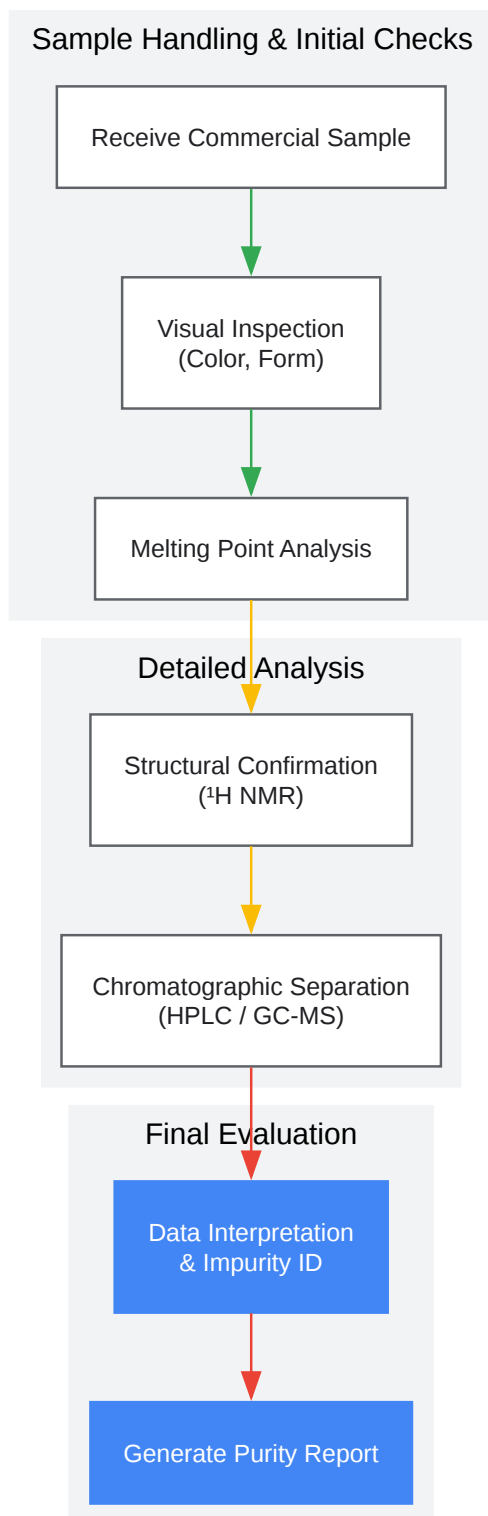 Sample Handling & Initial Checks
Receive Commercial Sample
Visual Inspection
(Color, Form)
Melting Point Analysis
Detailed Analysis
Structural Confirmation
(¹H NMR)
Chromatographic Separation
(HPLC / GC-MS)
Final Evaluation
Data Interpretation
& Impurity ID
Generate Purity Report